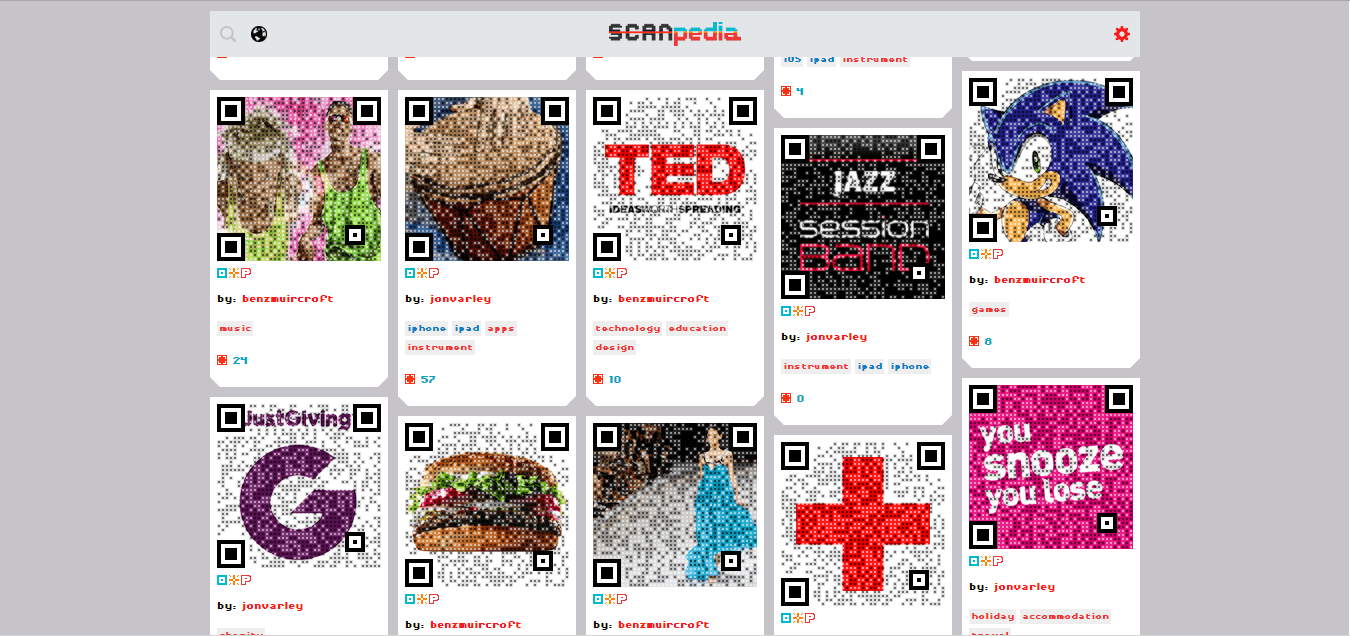 SCANpedia
24
by: benzmuircroft
music
JustGiving
by: jonvarley
charity
by: jonvarley
iphone ipad apps
instrument
57
by: benzmuircroft
TED
IDEAS WORTH SPREADING
by: benzmuircroft
technology education
design
10
by: benzmuircroft
iOS ipad instrument
4
JAZZ
session
Band
by: jonvarley
instrument ipad iphone
0
by: benzmuircroft
games
8
you
snooze
you lose
by: jonvarley
holiday accommodation
travel